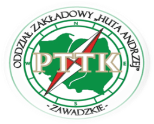 ODDZIAŁ ZAKŁADOWY „HUTA ANDRZEJ"
PTTK
-ZAWADZKIE-